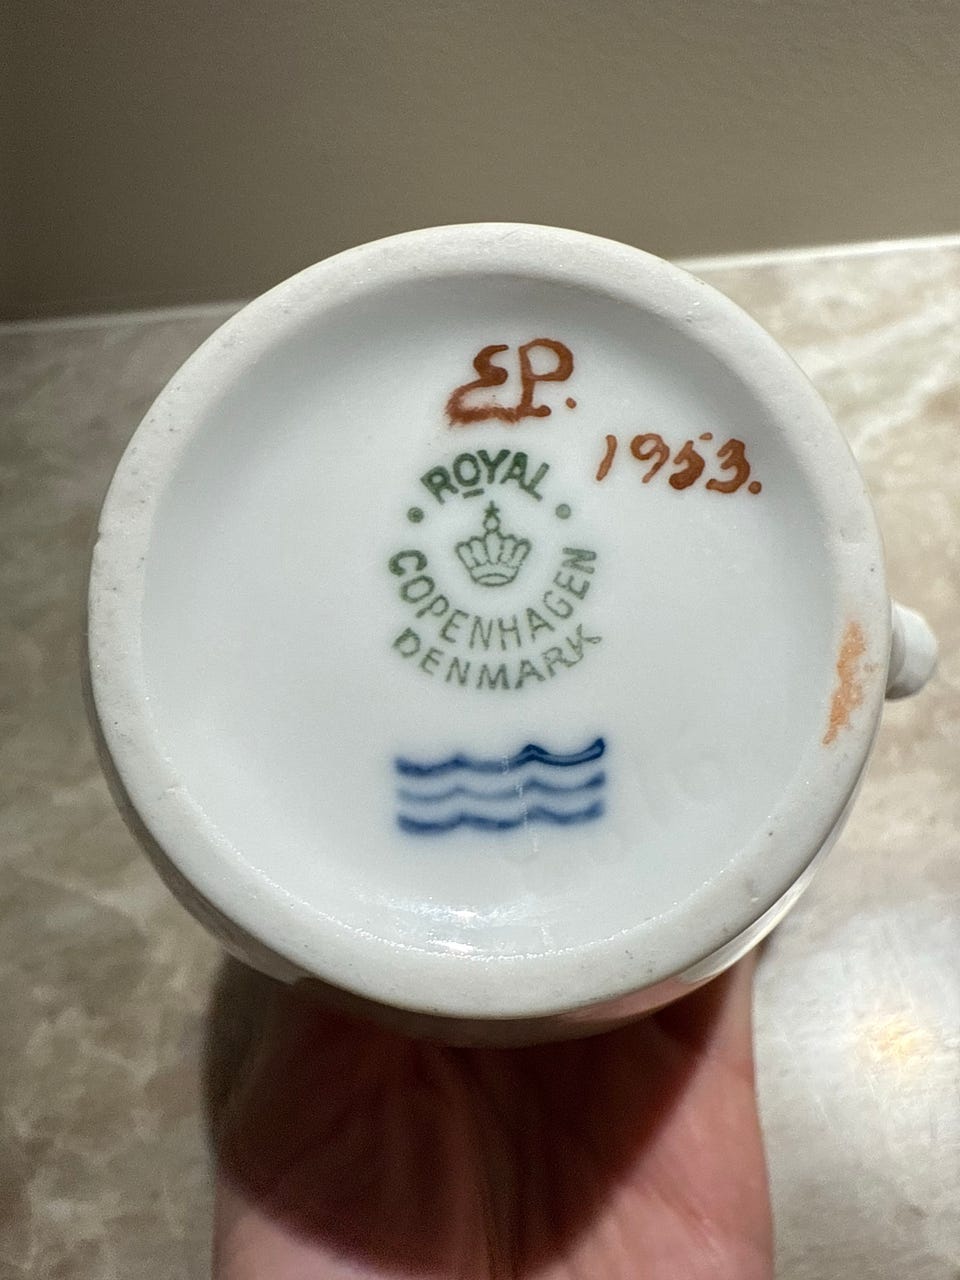 EP.
1953.
ROYAL
COPENHAGEN
DENMARK